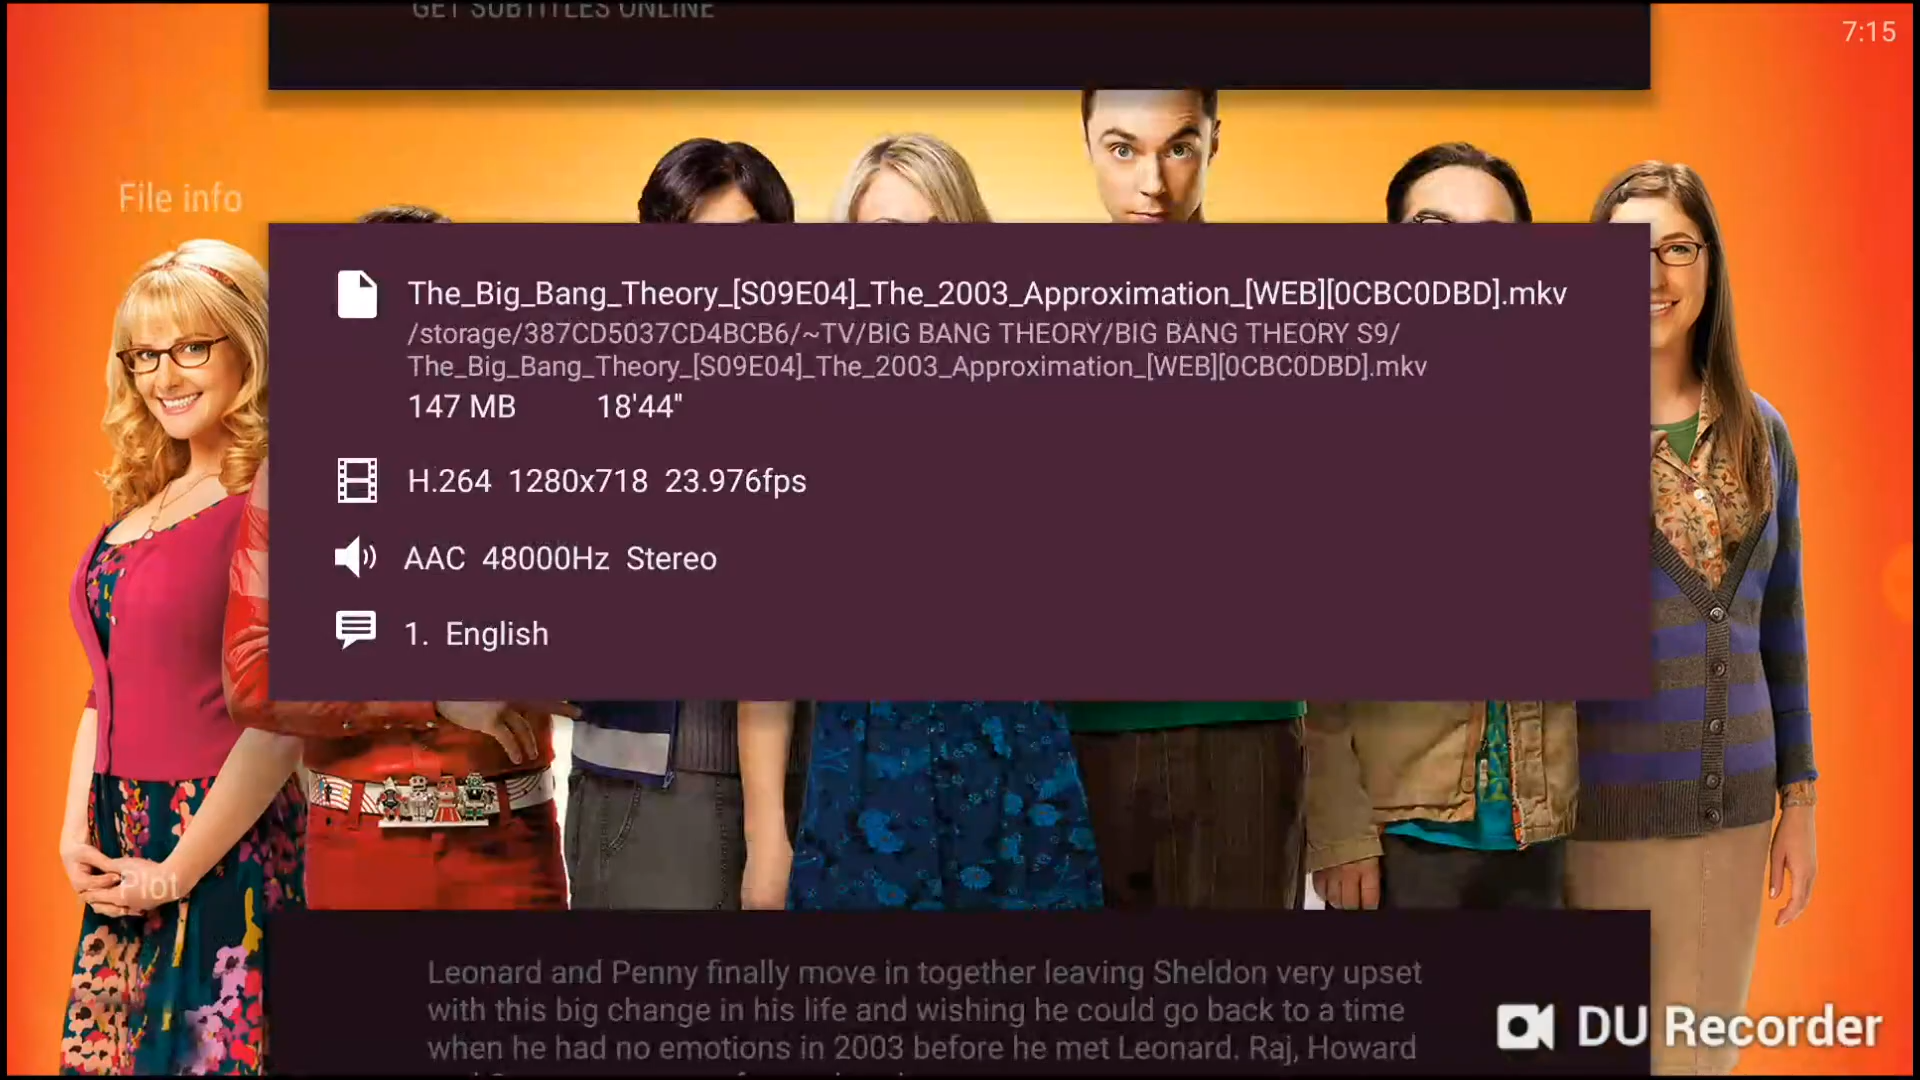 GET SUBTITLES ONLINE
7:15
File info
The_Big_Bang_Theory_[S09E04]_The_2003_Approximation_[WEB][0CBC0DBD].mkv
/storage/387CD5037CD4BCB6/~TV/BIG BANG THEORY/BIG BANG THEORY S9/
The_Big_Bang_Theory_[S09E04]_The_2003_Approximation_[WEB][0CBC0DBD].mkv
147 MB 18'44"
H.264 1280x718 23.976fps
AAC 48000Hz Stereo
1. English
Plot
Leonard and Penny finally move in together leaving Sheldon very upset
with this big change in his life and wishing he could go back to a time
when he had no emotions in 2003 before he met Leonard. Raj, Howard
DU Recorder